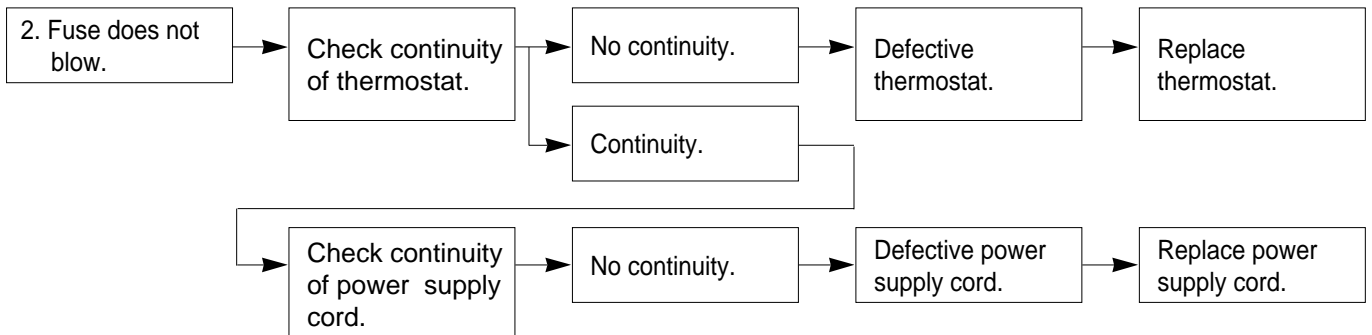 2. Fuse does not
blow.
Check continuity
of thermostat.
No continuity.
Defective
thermostat.
Replace
thermostat.
Continuity.
Check continuity
of power supply
cord.
No continuity.
Defective power
supply cord.
Replace power
supply cord.